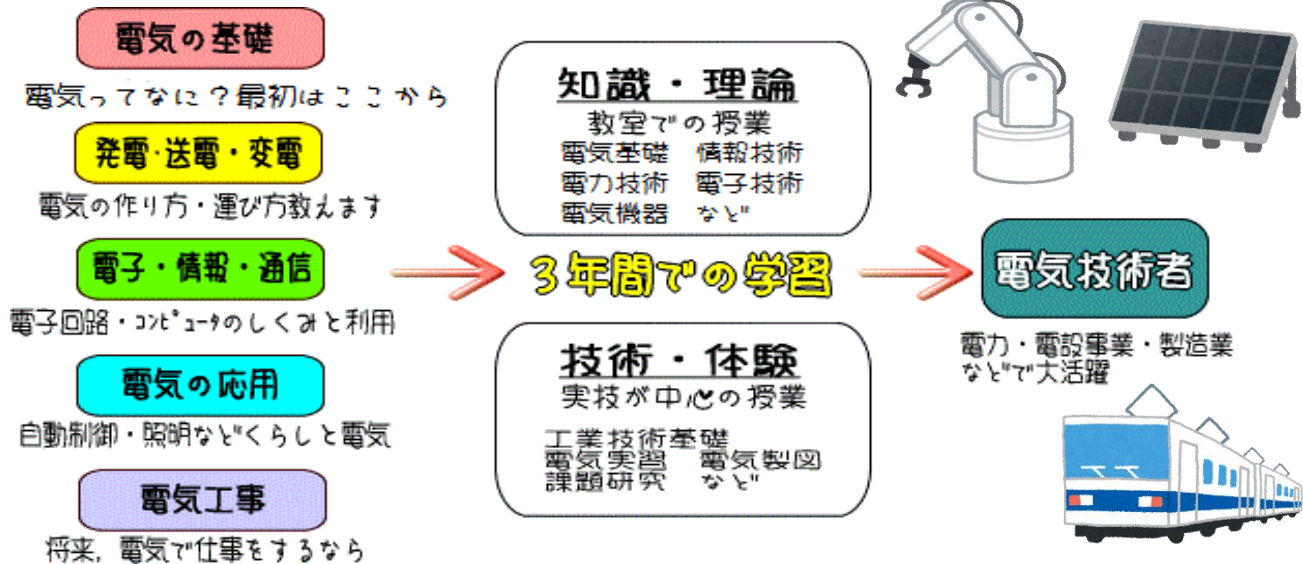 電気の基礎
電気ってなに？最初はここから
発電・送電・変電
電気の作り方・運び方教えます
電子・情報・通信
電子回路・ｺﾝﾋﾟｭｰﾀのしくみと利用
電気の応用
自動制御・照明などくらしと電気
電気工事
将来，電気で仕事をするなら
知識・理論
教室での授業
電気基礎　情報技術
電力技術　電子技術
電気機器　など
３年間での学習
技術・体験
実技が中心の授業
工業技術基礎
電気実習　電気製図
課題研究　など
電気技術者
電力・電設事業・製造業
などで大活躍